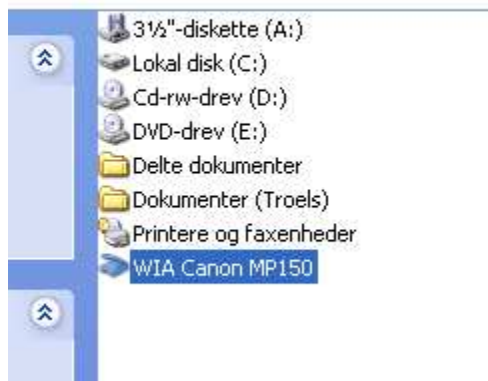 3½"-diskette (A:)
Lokal disk (C:)
Cd-rw-drev (D:)
DVD-drev (E:)
Delte dokumenter
Dokumenter (Troels)
Printere og faxenheder
WIA Canon MP150